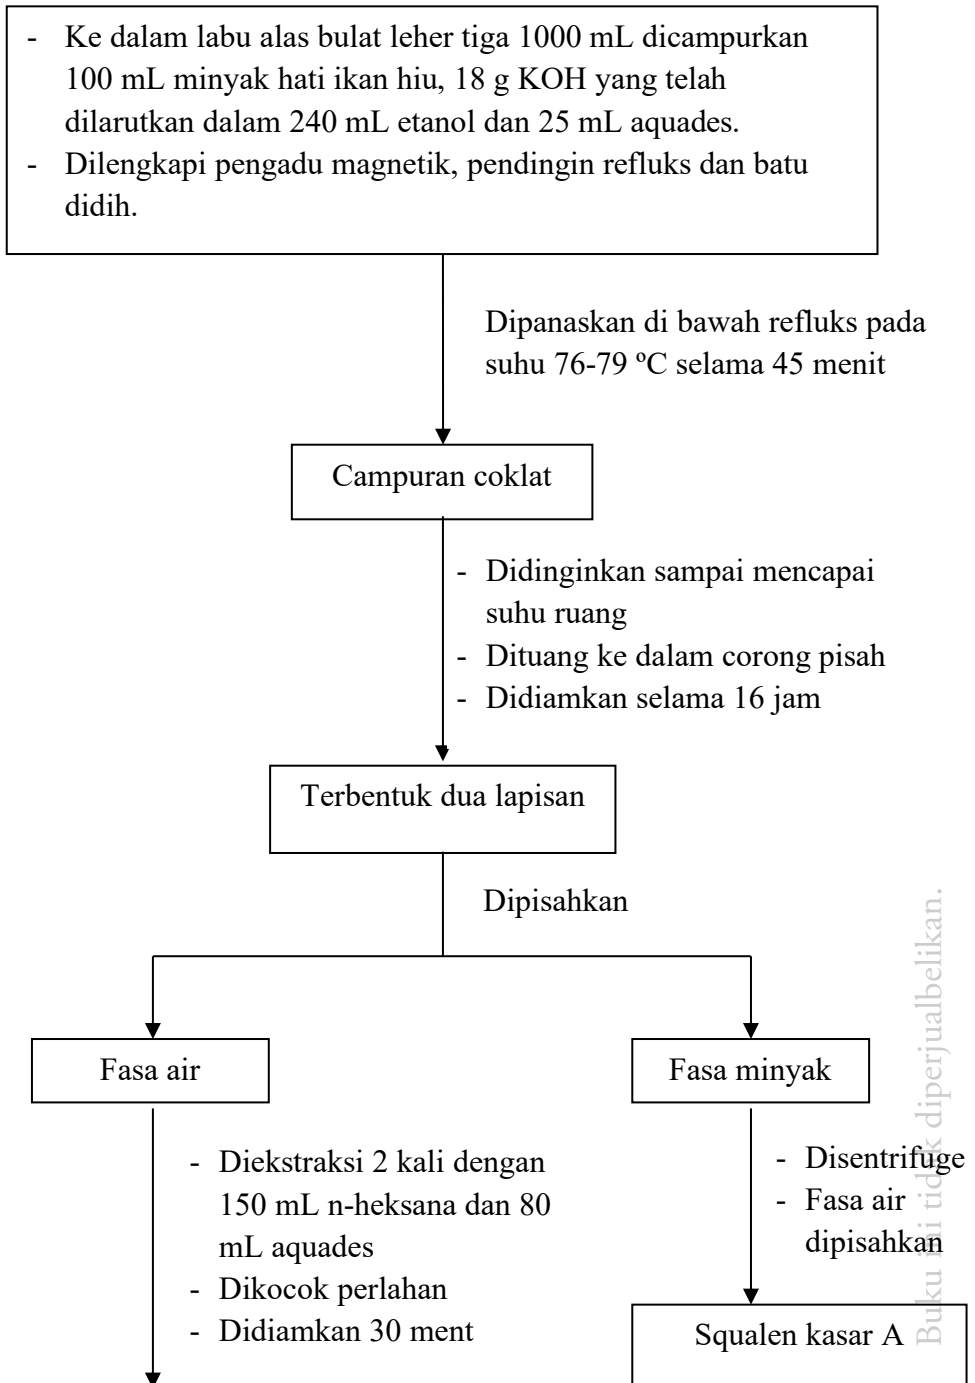 - Ke dalam labu alas bulat leher tiga 1000 mL dicampurkan
100 mL minyak hati ikan hiu, 18 g KOH yang telah
dilarutkan dalam 240 mL etanol dan 25 mL aquades.
- Dilengkapi pengadu magnetik, pendingin refluks dan batu
didih.
Dipanaskan di bawah refluks pada
suhu 76-79 ºC selama 45 menit
Campuran coklat
- Didinginkan sampai mencapai
suhu ruang
- Dituang ke dalam corong pisah
- Didiamkan selama 16 jam
Terbentuk dua lapisan
Dipisahkan
Fasa air
Fasa minyak
- Diekstraksi 2 kali dengan
150 mL n-heksana dan 80
mL aquades
- Dikocok perlahan
- Didiamkan 30 ment
- Disentrifuge
- Fasa air
dipisahkan
Squalen kasar A
Buku ini tidak diperjualbelikan.